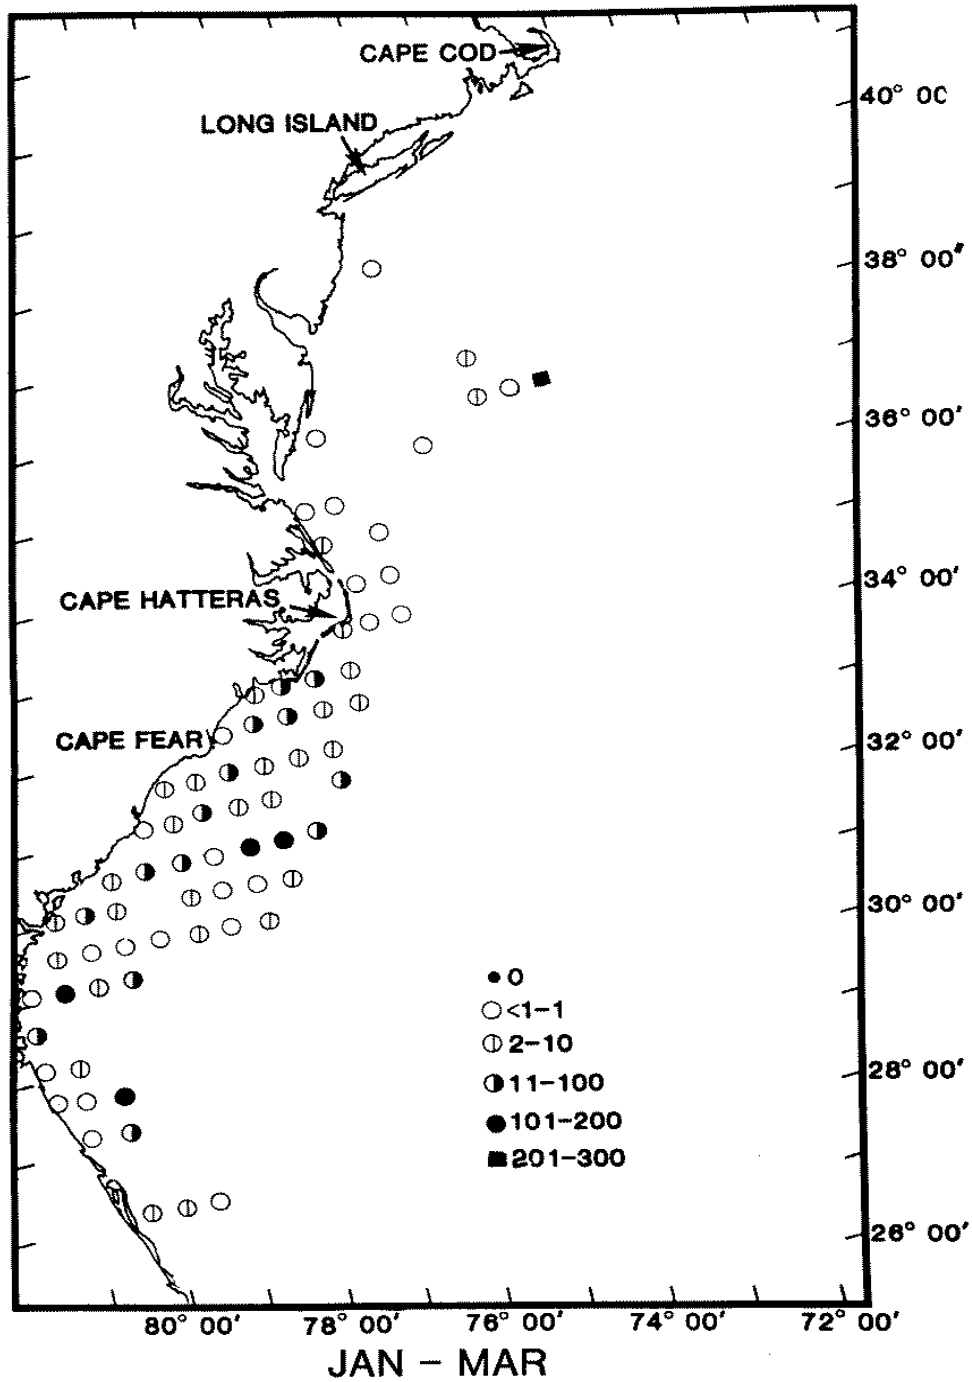 CAPE COD
40° 00
LONG ISLAND
38° 00'
36° 00'
34° 00'
CAPE HATTERAS
CAPE FEAR
32° 00'
30° 00'
0
<1-1
2-10
28° 00'
11-100
101-200
201-300
26° 00'
80° 00' 78° 00' 76° 00' 74° 00' 72° 00'
JAN - MAR